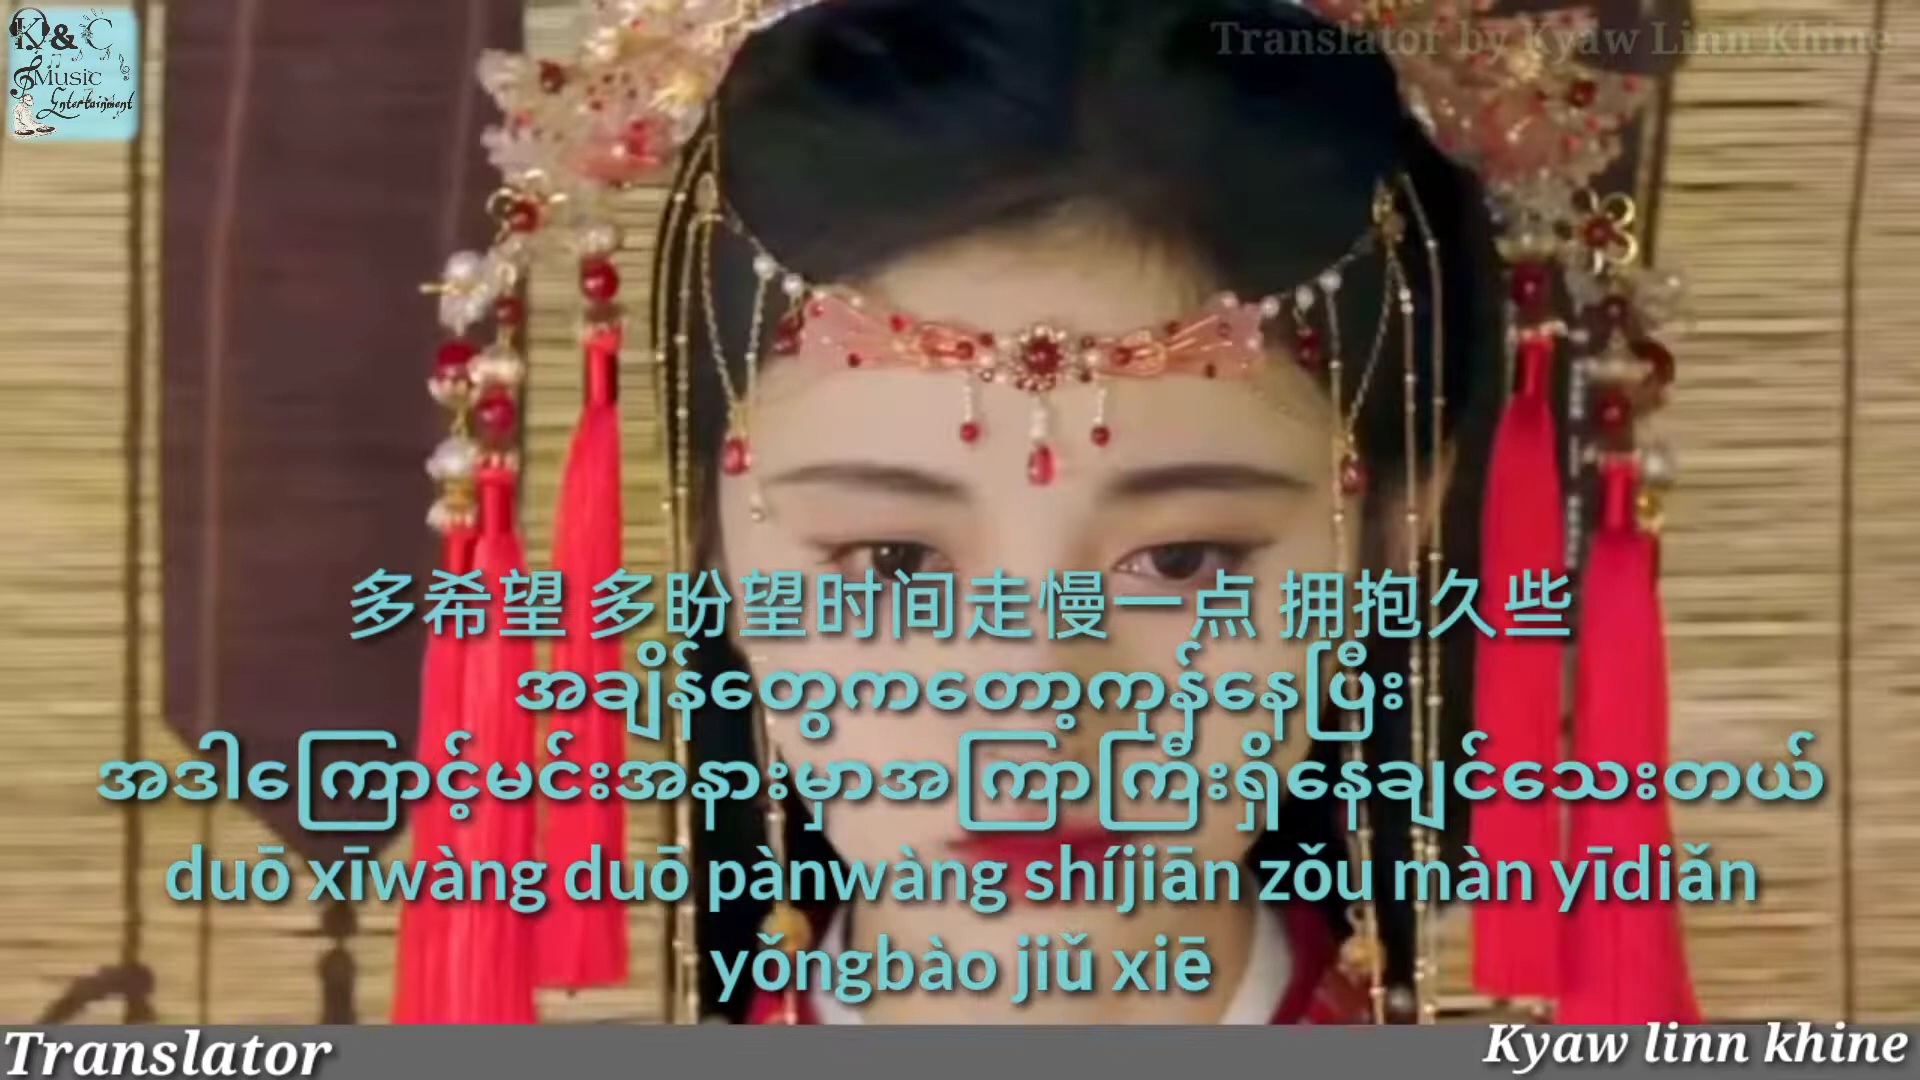 K&C
Music
Entertainment
Translator by Kyaw Linn Khine
多希望 多盼望时间走慢一点 拥抱久些
အချိန်တွေကတော့ကုန်နေပြီး
အဒါကြောင့်မင်းအနားမှာအကြာကြီးရှိနေချင်သေးတယ်
duō xīwàng duō pànwàng shíjiān zǒu màn yīdiǎn
yǒngbào jiǔ xiē
Translator
Kyaw linn khine